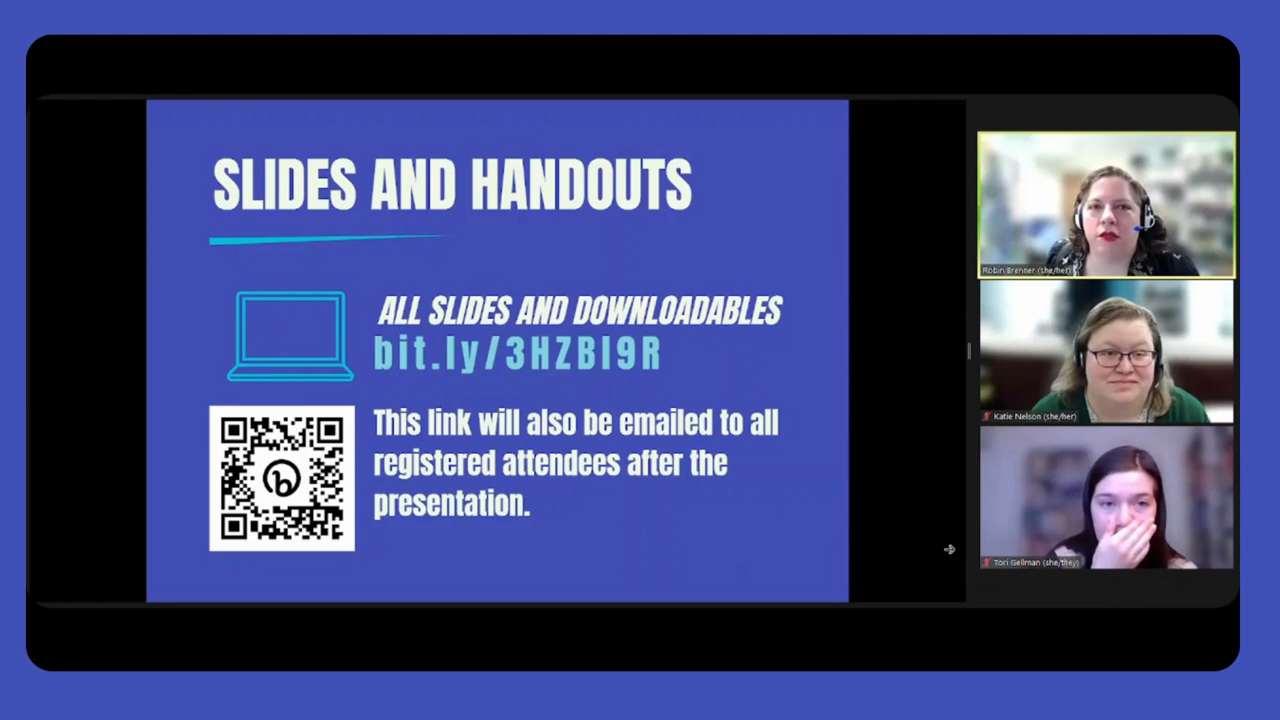 SLIDES AND HANDOUTS
ALL SLIDES AND DOWNLOADABLES
bit.ly/3HZBI9R
This link will also be emailed to all
registered attendees after the
presentation.
Robin Brenner (she/her)
Katie Nelson (she/her)
Tori Gellman (she/they)